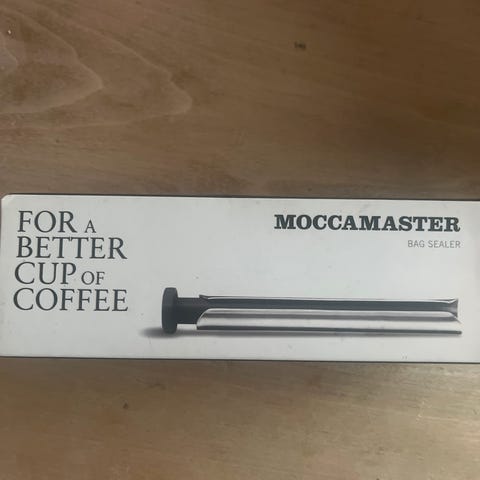 FOR A
BETTER
CUP OF
COFFEE
MOCCAMASTER
BAG SEALER